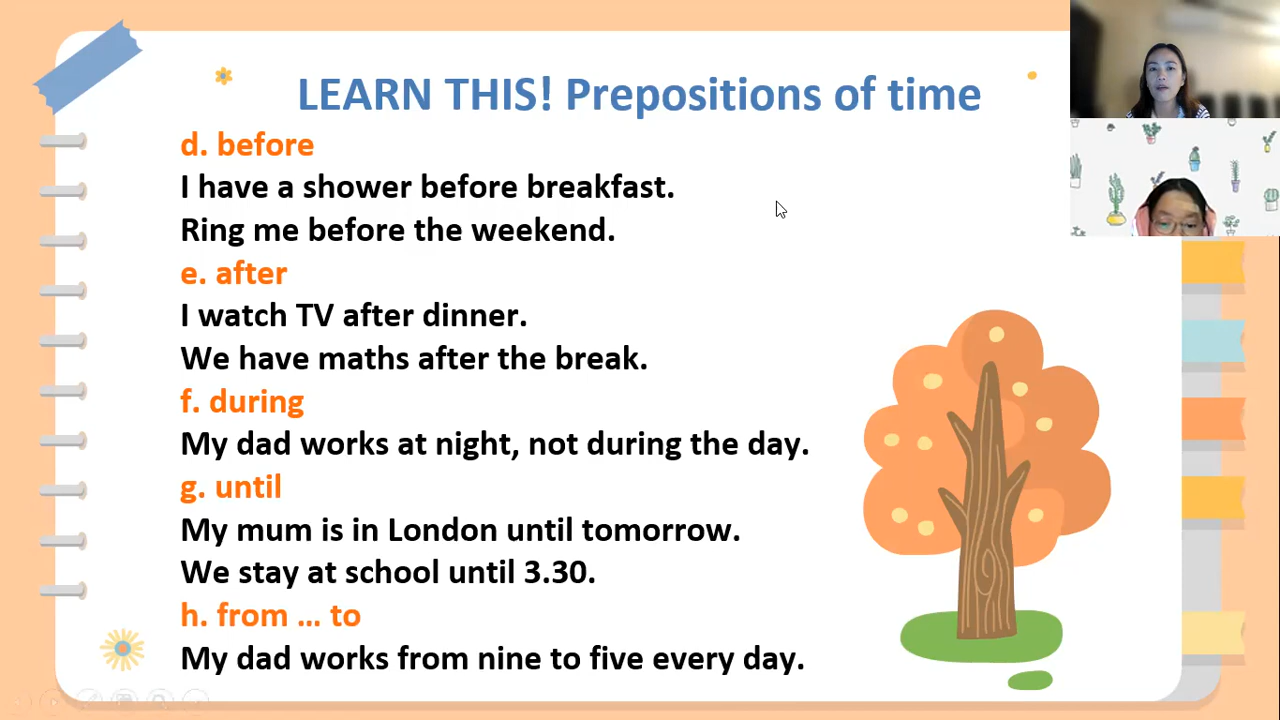 LEARN THIS! Prepositions of time
d. before
I have a shower before breakfast.
Ring me before the weekend.
e. after
I watch TV after dinner.
We have maths after the break.
f. during
My dad works at night, not during the day.
g. until
My mum is in London until tomorrow.
We stay at school until 3.30.
h. from … to
My dad works from nine to five every day.